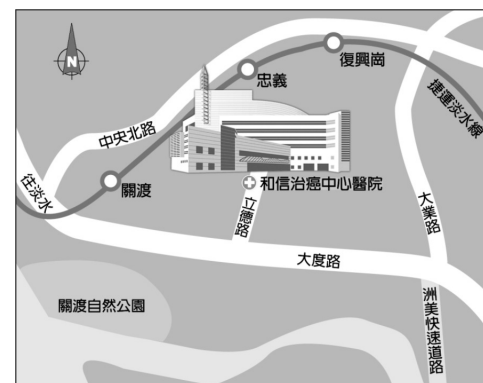 N
復興崗
忠義
捷運淡水線
中央北路
往淡水
關渡
和信治癌中心醫院
立德路
大業路
大度路
關渡自然公園
洲美快速道路